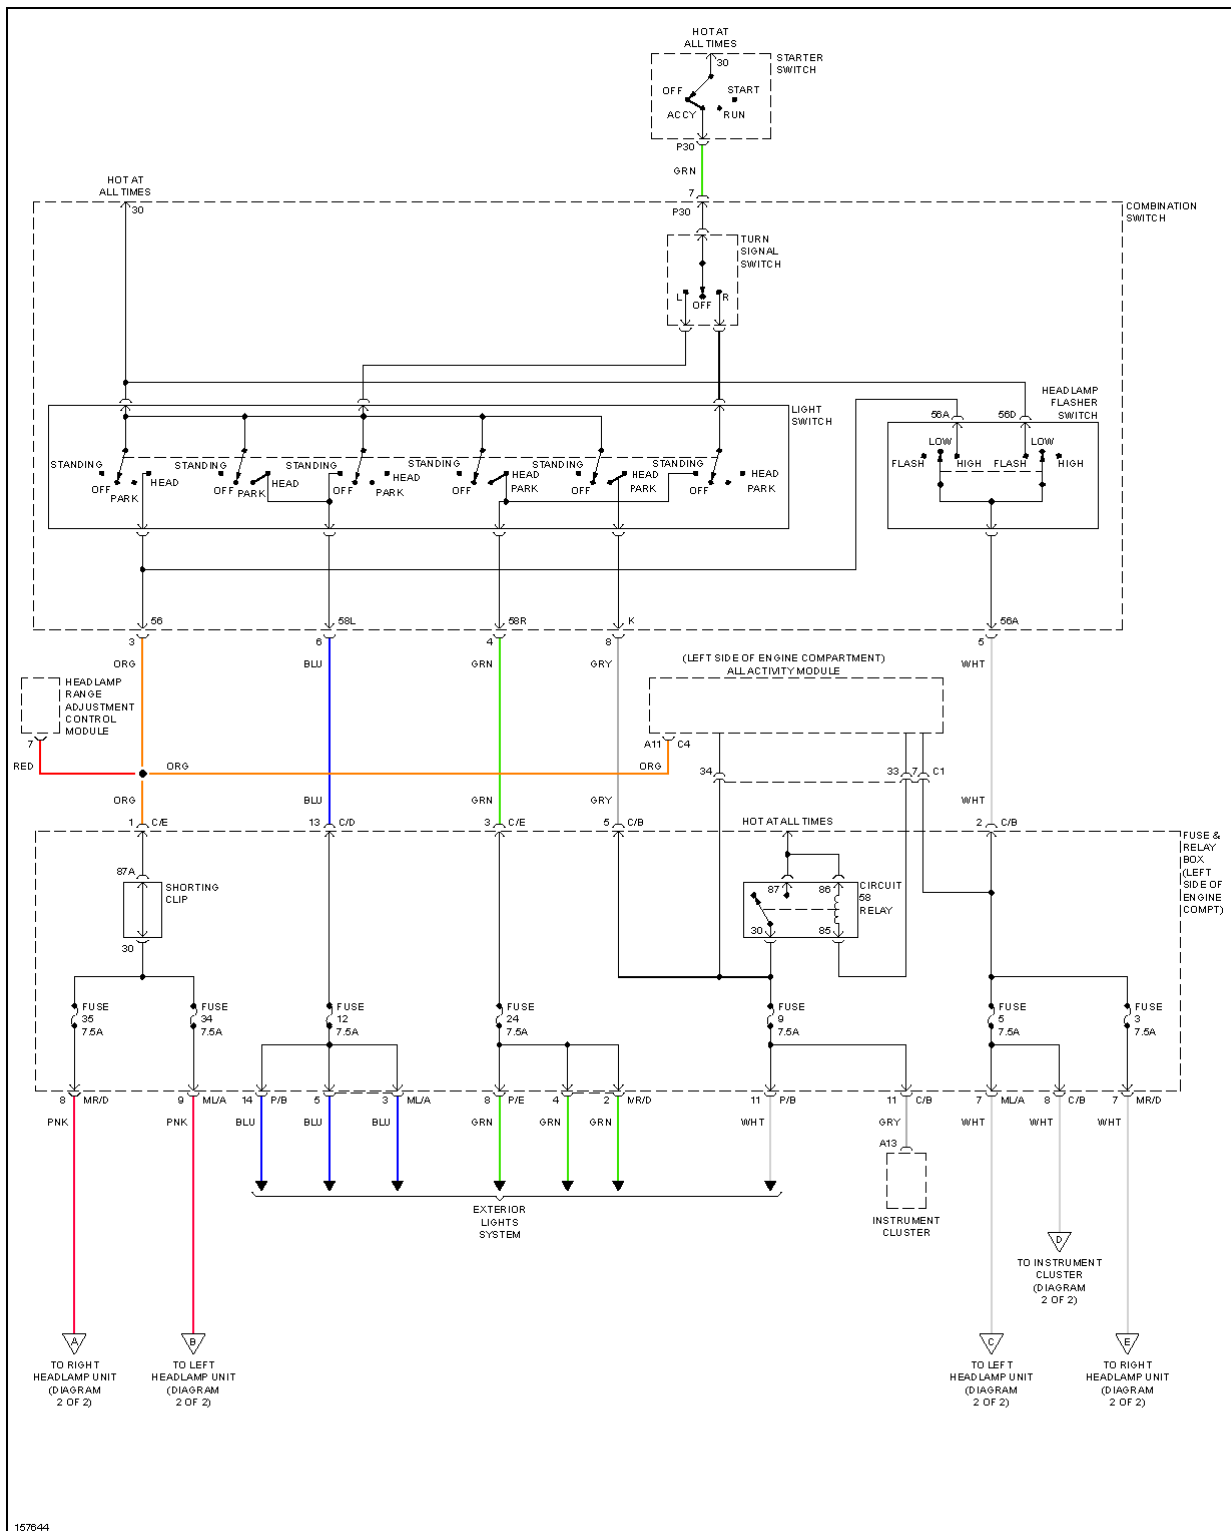 HOT AT
ALL TIMES
30
STARTER
SWITCH
OFF
START
ACCY
RUN
P30
GRN
7
HOT AT
ALL TIMES
30
P30
COMBINATION
SWITCH
TURN
SIGNAL
SWITCH
L
OFF
R
LIGHT
SWITCH
HEADLAMP
FLASHER
SWITCH
56A
56D
STANDING
OFF
PARK
HEAD
STANDING
OFF
PARK
HEAD
STANDING
OFF
PARK
HEAD
STANDING
OFF
HEAD
PARK
STANDING
OFF
HEAD
PARK
STANDING
OFF
HEAD
PARK
LOW
FLASH
HIGH
LOW
FLASH
HIGH
56
58L
58R
K
56A
3
6
4
8
5
ORG
BLU
GRN
GRY
WHT
(LEFT SIDE OF ENGINE COMPARTMENT)
ALL ACTIVITY MODULE
HEADLAMP
RANGE
ADJUSTMENT
CONTROL
MODULE
7
RED
ORG
A11
C4
ORG
34
33
7
C1
ORG
BLU
GRN
GRY
WHT
1
C/E
13
C/D
3
C/E
5
C/B
HOT AT ALL TIMES
2
C/B
FUSE &
RELAY
BOX
(LEFT
SIDE OF
ENGINE
COMPT)
87A
SHORTING
CLIP
30
87
86
CIRCUIT
58
RELAY
30
85
FUSE
35
7.5A
FUSE
34
7.5A
FUSE
12
7.5A
FUSE
24
7.5A
FUSE
9
7.5A
FUSE
5
7.5A
FUSE
3
7.5A
8
MR/D
9
ML/A
14
P/B
5
3
ML/A
8
P/E
4
2
MR/D
11
P/B
11
C/B
7
ML/A
8
C/B
7
MR/D
PNK
PNK
BLU
BLU
BLU
GRN
GRN
GRN
WHT
GRY
WHT
WHT
WHT
A13
EXTERIOR
LIGHTS
SYSTEM
INSTRUMENT
CLUSTER
D
TO INSTRUMENT
CLUSTER
(DIAGRAM
2 OF 2)
A
TO RIGHT
HEADLAMP UNIT
(DIAGRAM
2 OF 2)
B
TO LEFT
HEADLAMP UNIT
(DIAGRAM
2 OF 2)
C
TO LEFT
HEADLAMP UNIT
(DIAGRAM
2 OF 2)
E
TO RIGHT
HEADLAMP UNIT
(DIAGRAM
2 OF 2)
157644